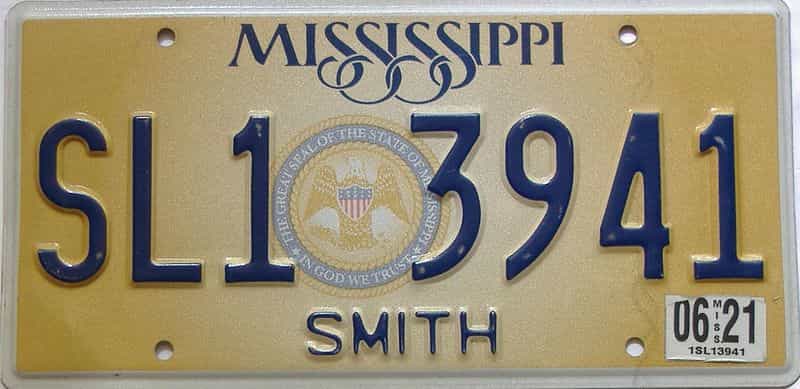 MISSISSIPPI
SL1 3941
THE GREAT SEAL OF THE STATE OF MISSISSIPPI
IN GOD WE TRUST
SMITH
06 MISS 21
1SL13941